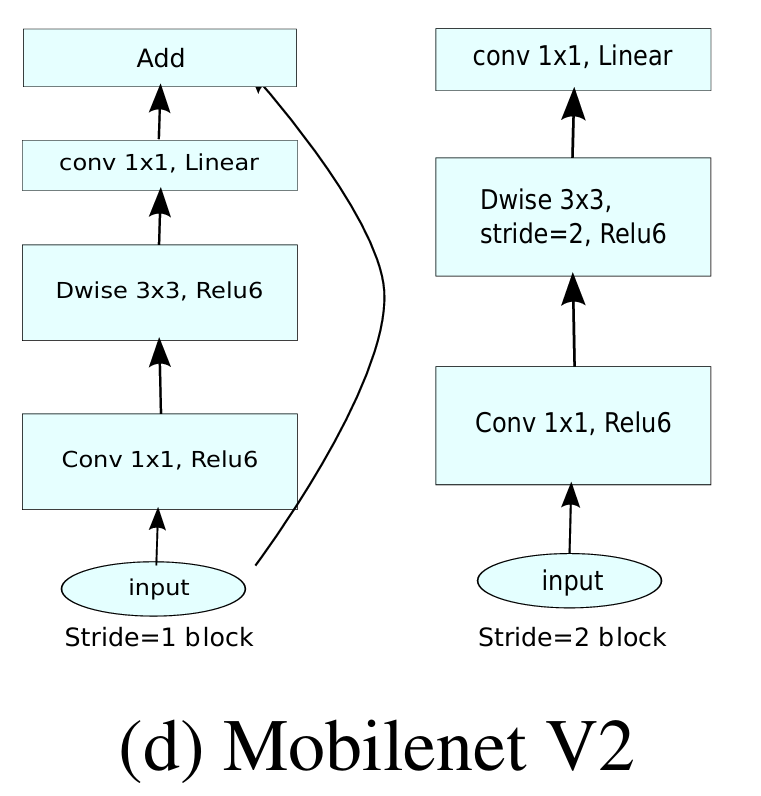 Add
conv 1x1, Linear
Dwise 3x3, Relu6
Conv 1x1, Relu6
input
Stride=1 block
conv 1x1, Linear
Dwise 3x3,
stride=2, Relu6
Conv 1x1, Relu6
input
Stride=2 block
(d) Mobilenet V2